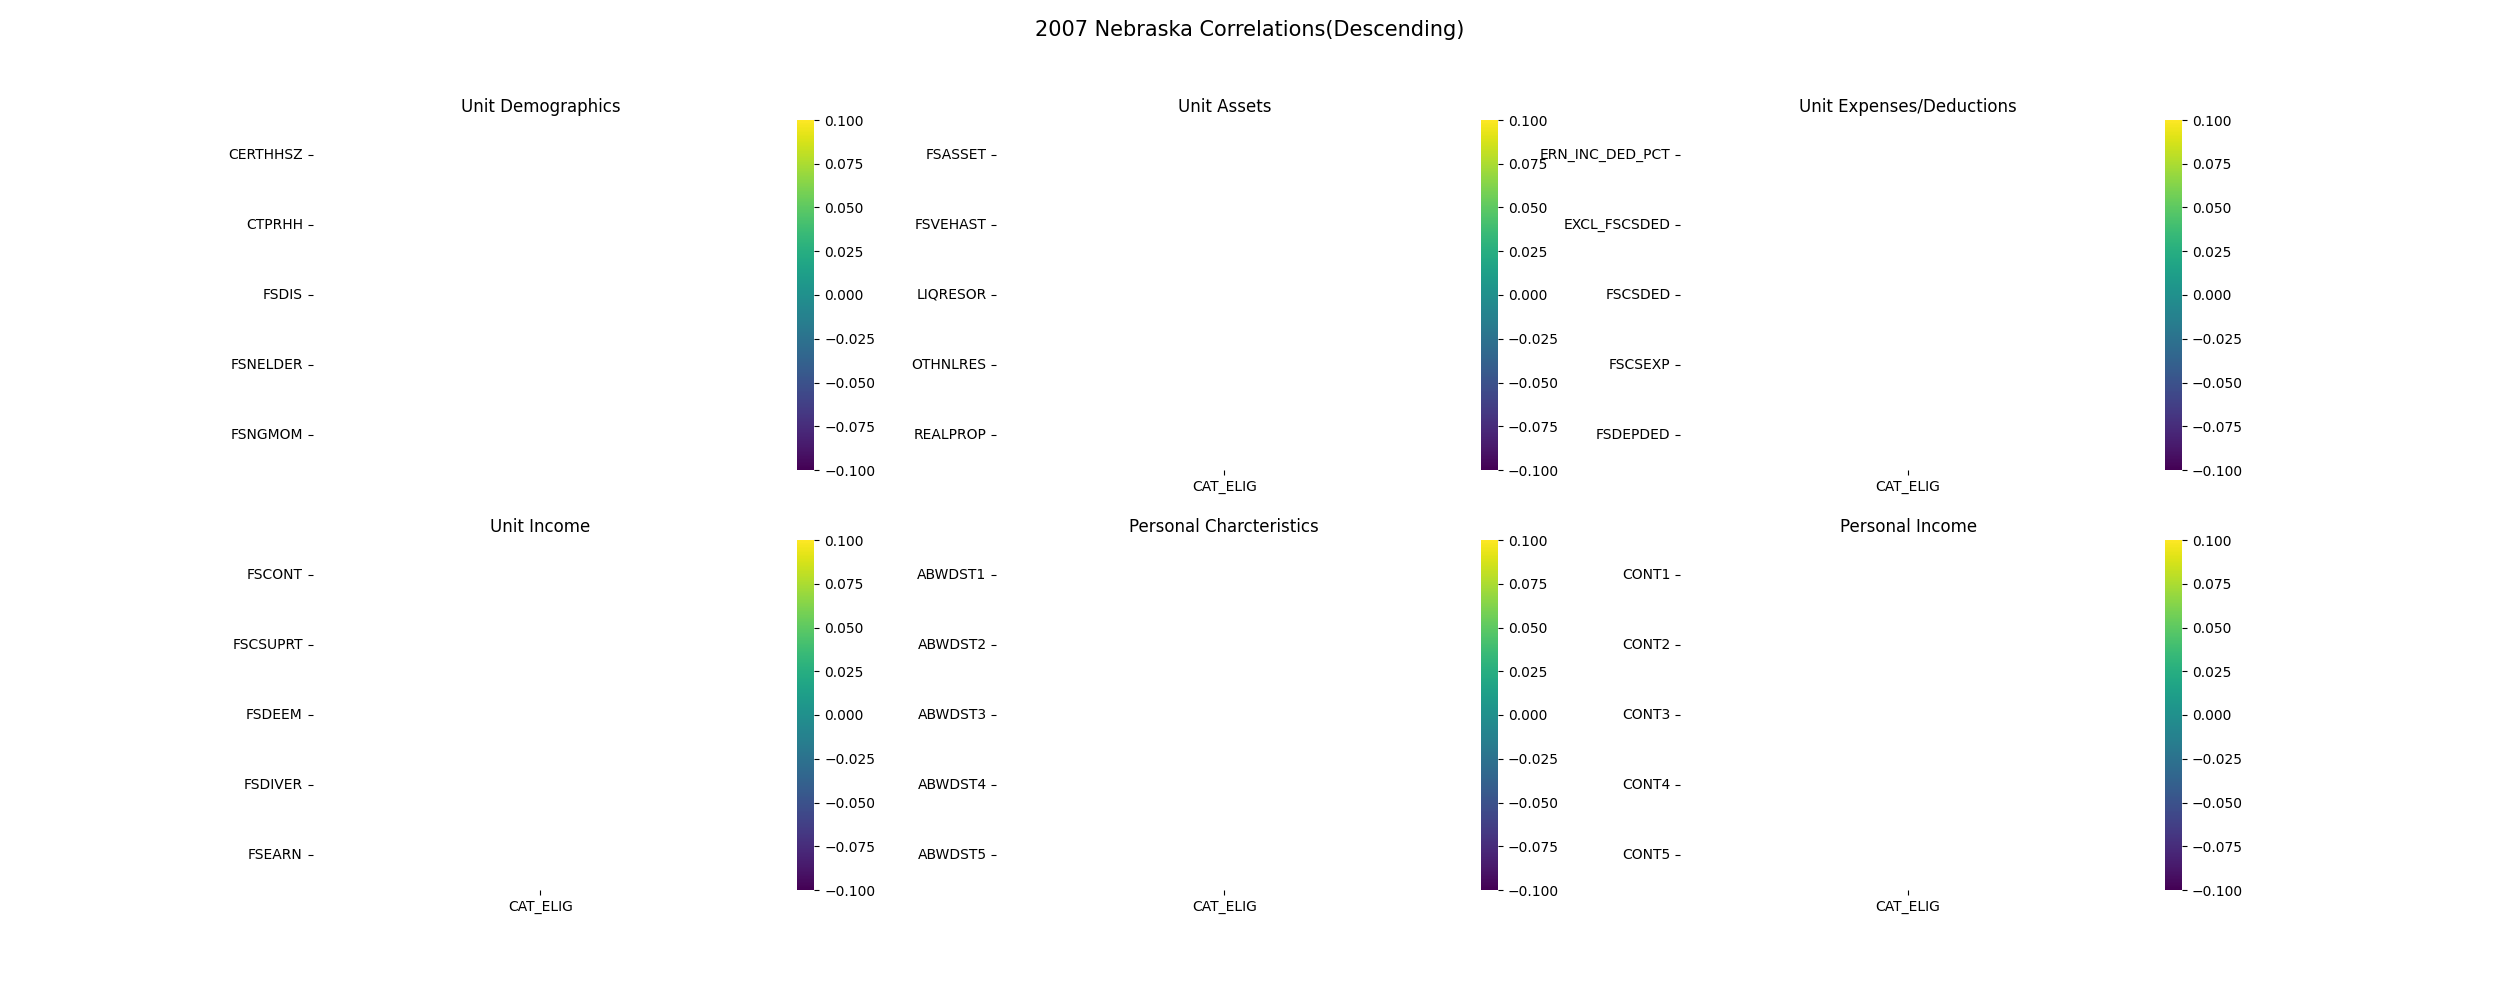 2007 Nebraska Correlations(Descending)
Unit Demographics
CERTHHSZ
CTPRHH
FSDIS
FSNELDER
FSNGMOM
0.100
0.075
0.050
0.025
0.000
−0.025
−0.050
−0.075
−0.100
Unit Assets
FSASSET
FSVEHAST
LIQRESOR
OTHNLRES
REALPROP
CAT_ELIG
0.100
0.075
0.050
0.025
0.000
−0.025
−0.050
−0.075
−0.100
Unit Expenses/Deductions
ERN_INC_DED_PCT
EXCL_FSCSDED
FSCSDED
FSCSEXP
FSDEPDED
CAT_ELIG
0.100
0.075
0.050
0.025
0.000
−0.025
−0.050
−0.075
−0.100
Unit Income
FSCONT
FSCSUPRT
FSDEEM
FSDIVER
FSEARN
CAT_ELIG
0.100
0.075
0.050
0.025
0.000
−0.025
−0.050
−0.075
−0.100
Personal Charcteristics
ABWDST1
ABWDST2
ABWDST3
ABWDST4
ABWDST5
CAT_ELIG
0.100
0.075
0.050
0.025
0.000
−0.025
−0.050
−0.075
−0.100
Personal Income
CONT1
CONT2
CONT3
CONT4
CONT5
CAT_ELIG
0.100
0.075
0.050
0.025
0.000
−0.025
−0.050
−0.075
−0.100